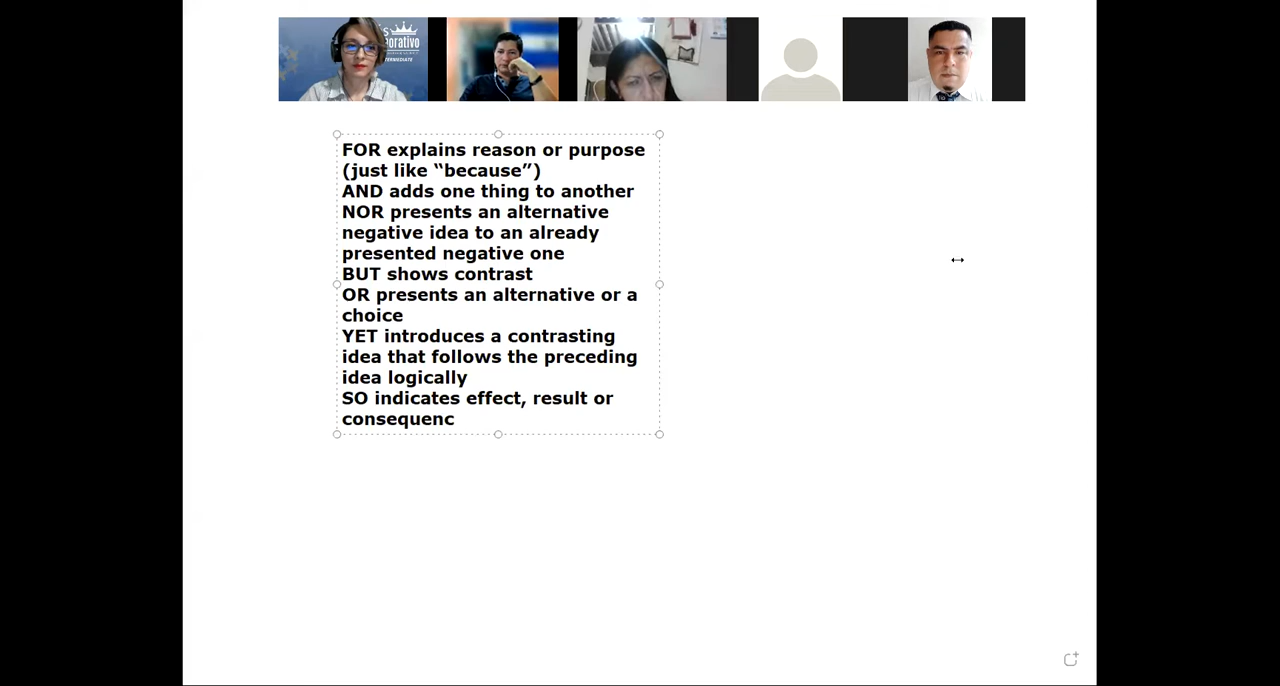 orativo
FOR explains reason or purpose
(just like “because”)
AND adds one thing to another
NOR presents an alternative
negative idea to an already
presented negative one
BUT shows contrast
OR presents an alternative or a
choice
YET introduces a contrasting
idea that follows the preceding
idea logically
SO indicates effect, result or
consequenc